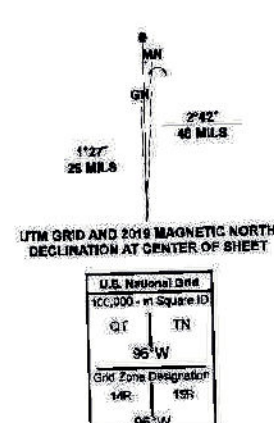 MN
GN
2°42'
48 MILS
1°27'
26 MILS
UTM GRID AND 2019 MAGNETIC NORTH
DECLINATION AT CENTER OF SHEET
U.S. National Grid
100,000 - m Square ID
QT TN
96°W
Grid Zone Designation
14R 15R
96°W